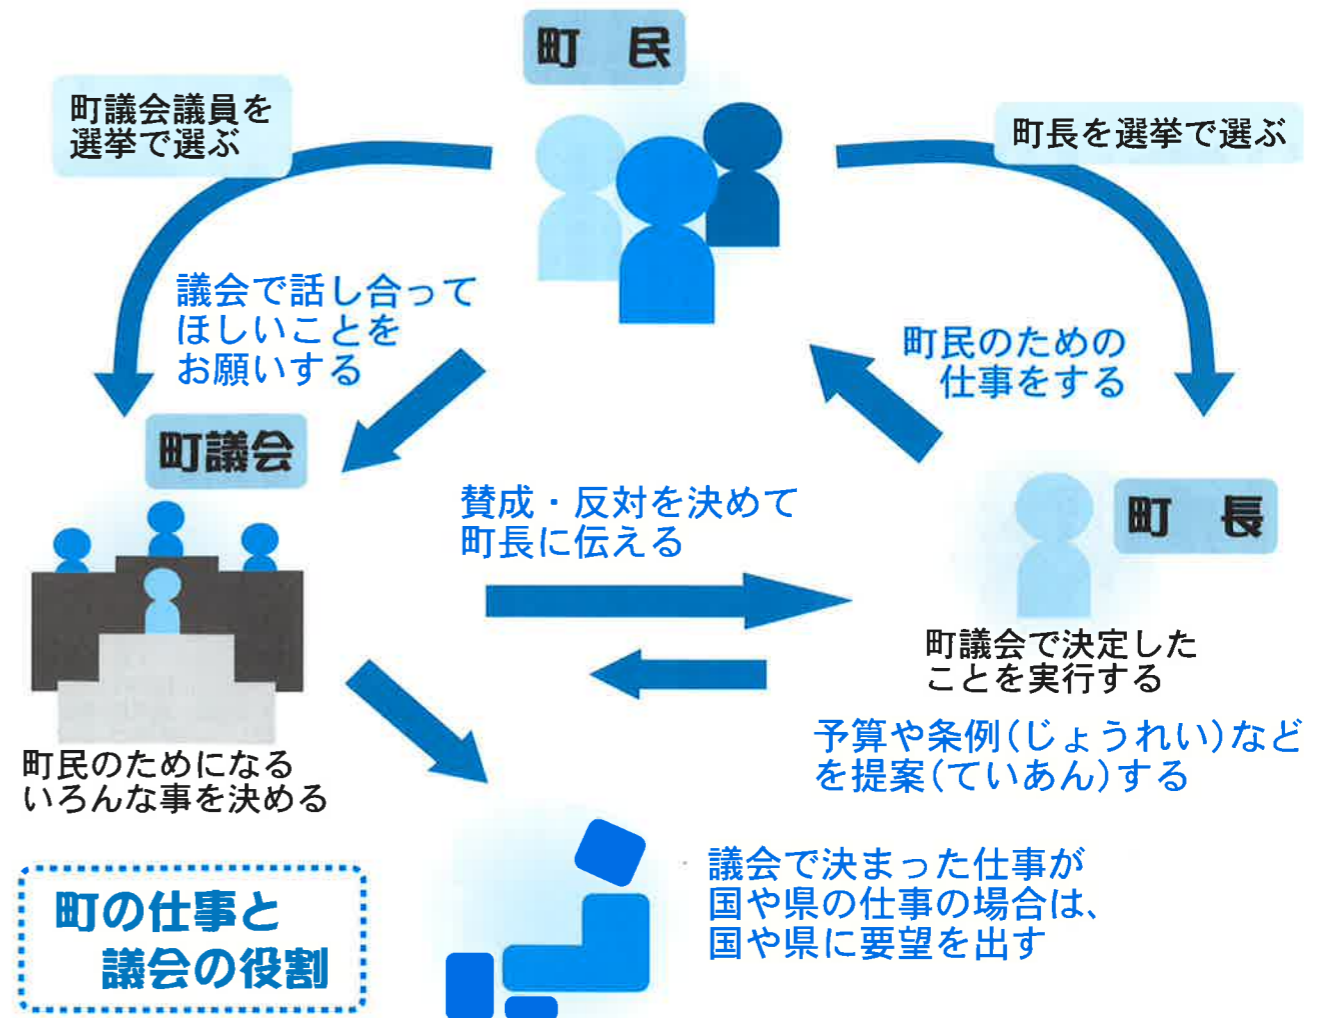 町　民
町議会議員を
選挙で選ぶ
町長を選挙で選ぶ
議会で話し合って
ほしいことを
お願いする
町民のための
仕事をする
町議会
賛成・反対を決めて
町長に伝える
町　長
町議会で決定した
ことを実行する
予算や条例(じょうれい)など
を提案(ていあん)する
町民のためになる
いろんな事を決める
議会で決まった仕事が
国や県の仕事の場合は、
国や県に要望を出す
町の仕事と
議会の役割